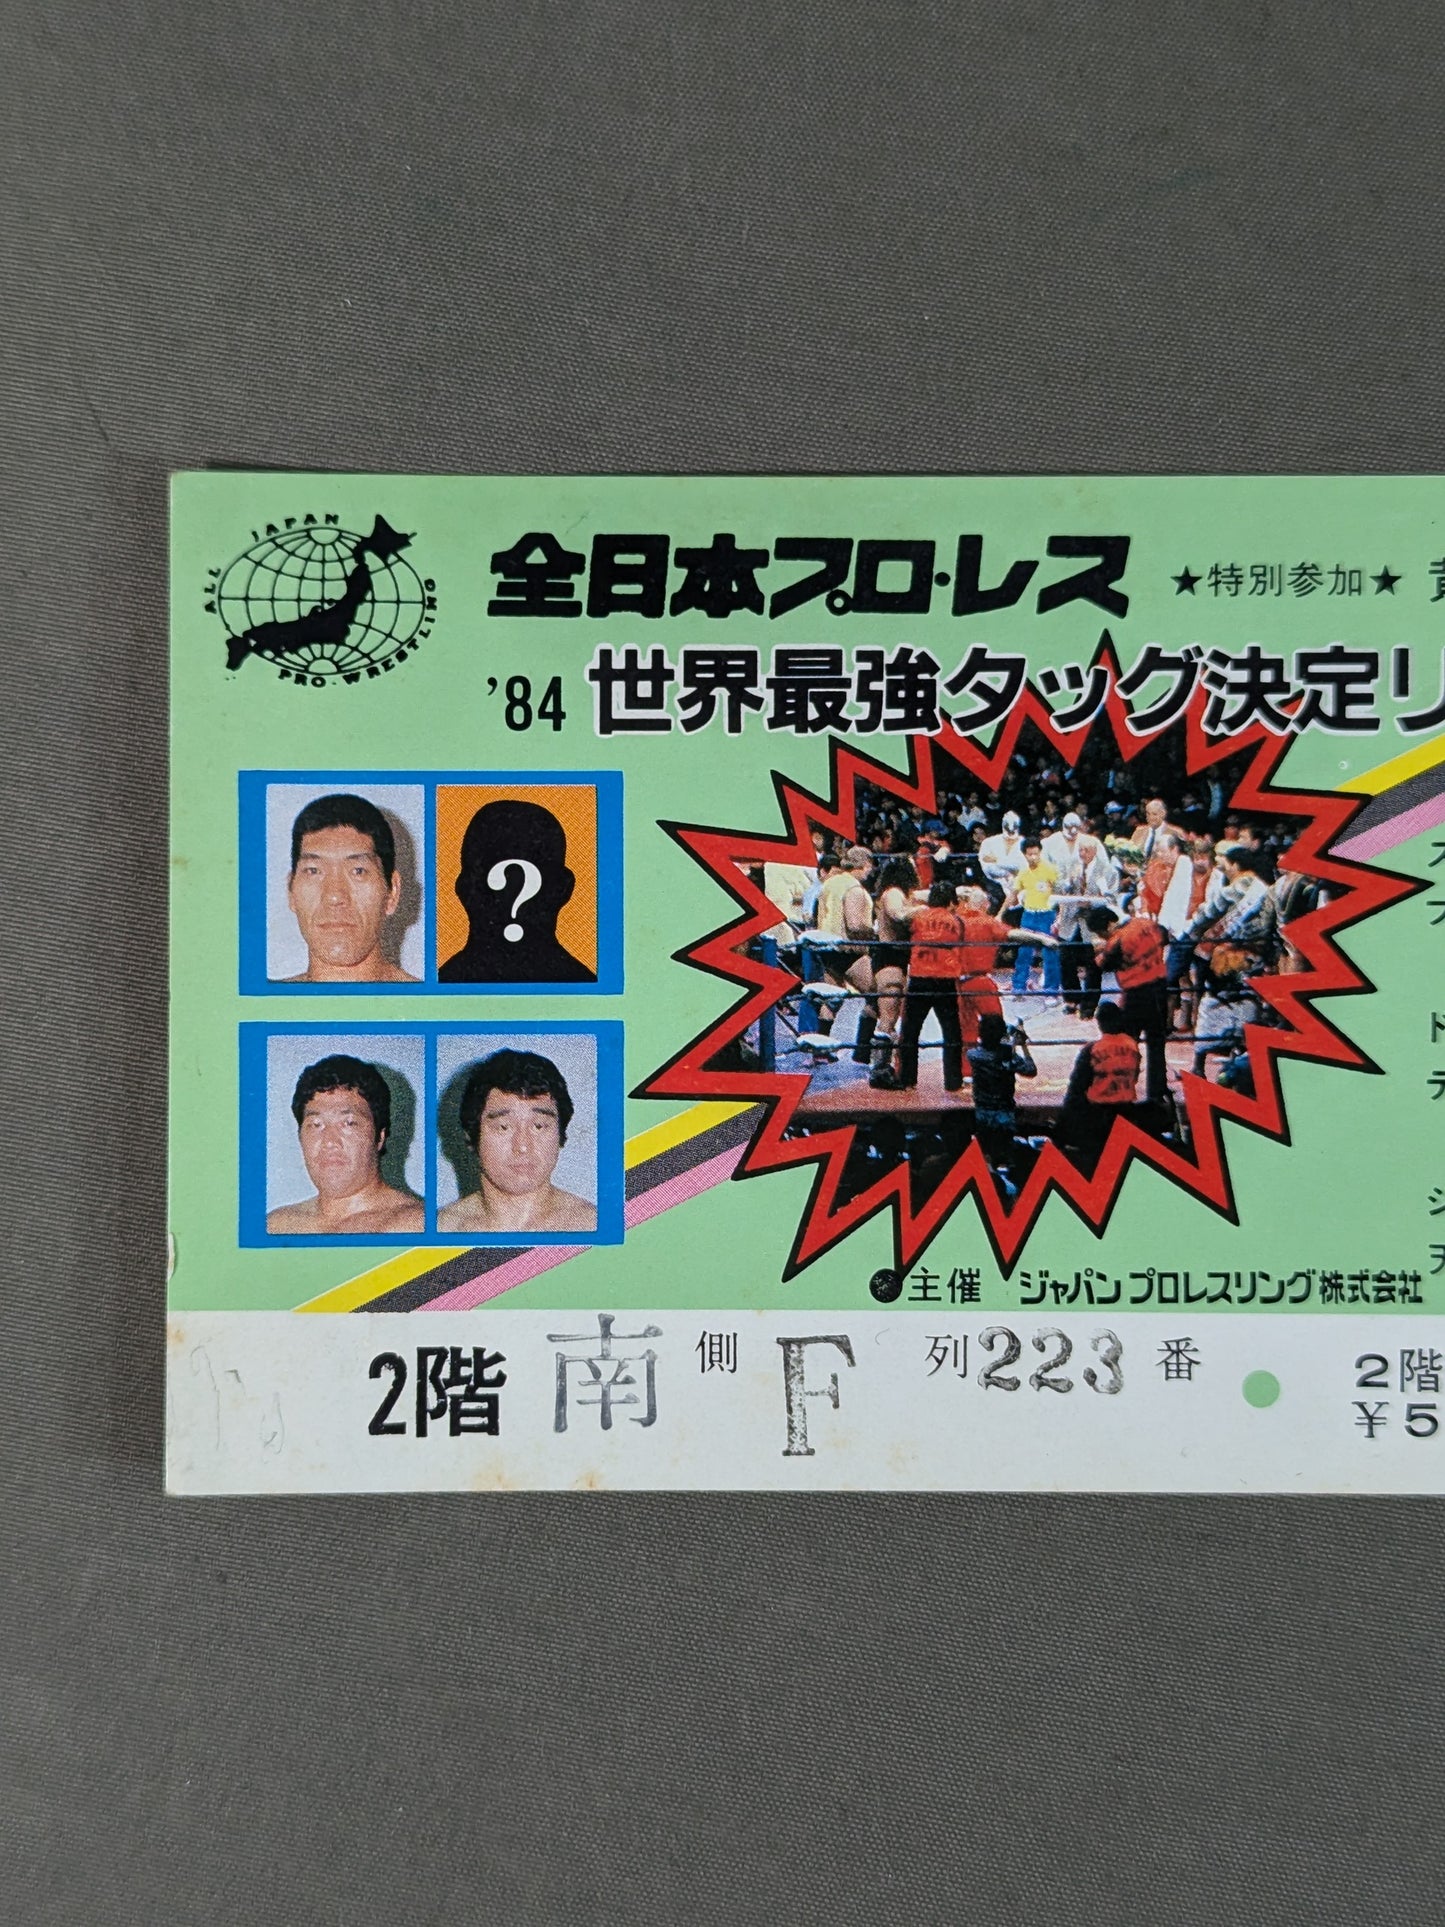 ALL JAPAN PRO-WRESTLING
全日本プロ・レス ★特別参加★
'84 世界最強タッグ決定リ
?
●主催 ジャパンプロレスリング株式会社
2階 南 側 F 列 223 番
2階
¥5